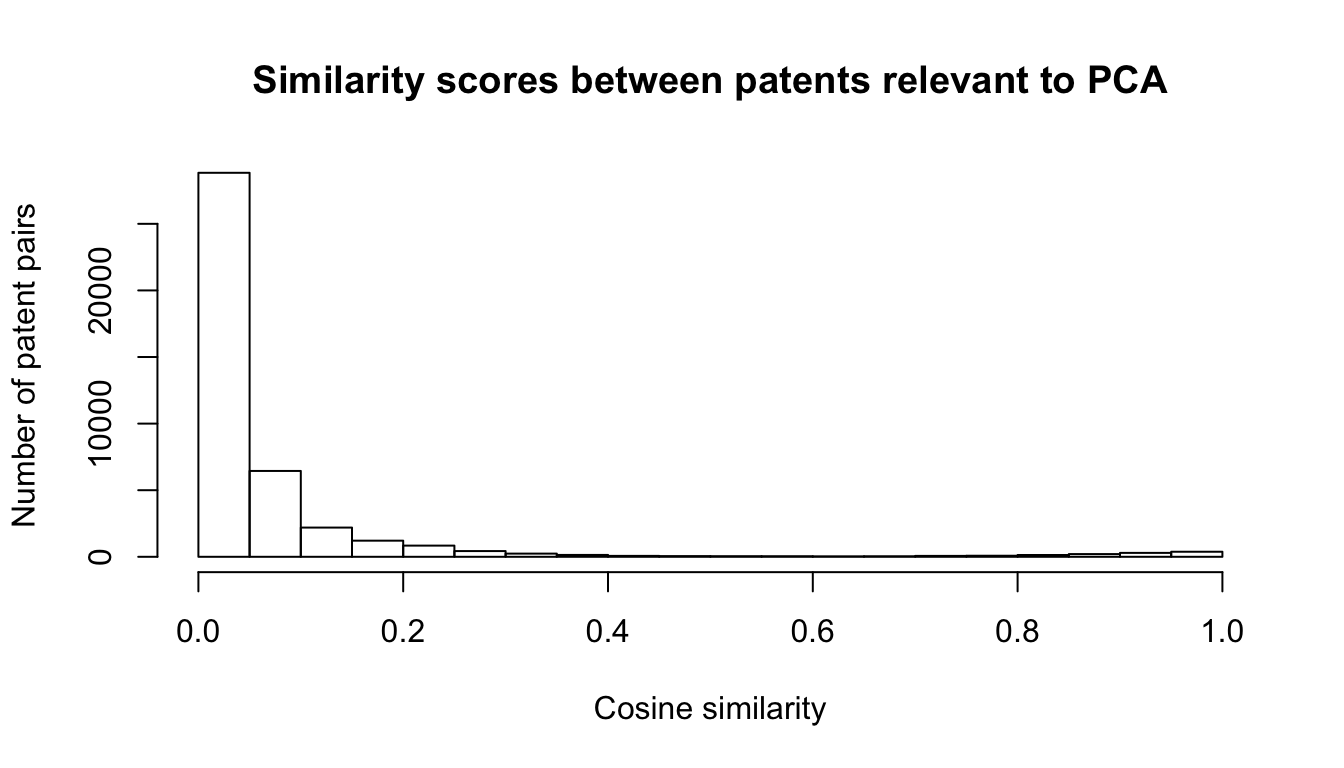 Similarity scores between patents relevant to PCA
Number of patent pairs
20000
10000
0
0.0 0.2 0.4 0.6 0.8 1.0
Cosine similarity